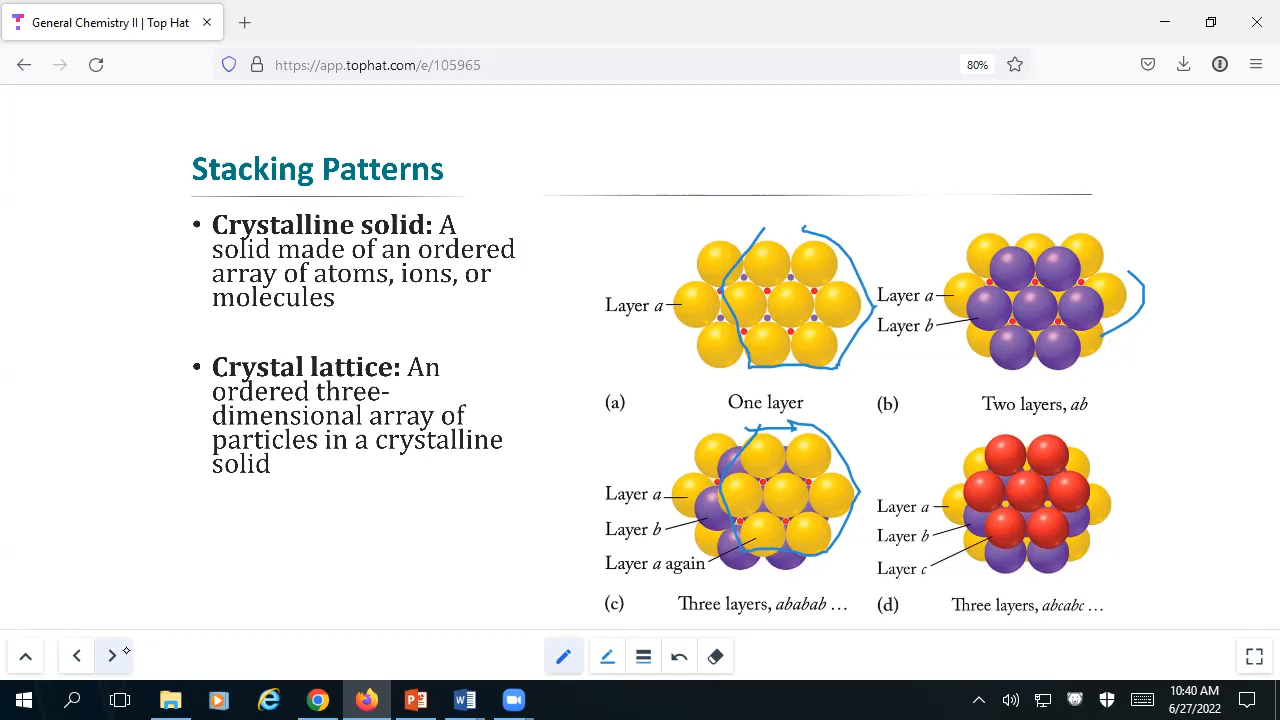 General Chemistry II | Top Hat
https://app.tophat.com/e/105965
80%
Stacking Patterns
• Crystalline solid: A
solid made of an ordered
array of atoms, ions, or
molecules
• Crystal lattice: An
ordered three-
dimensional array of
particles in a crystalline
solid
Layer a
(a)
One layer
Layer a
Layer b
(b)
Two layers, ab
Layer a
Layer b
Layer a again
(c)
Three layers, ababab …
Layer a
Layer b
Layer c
(d)
Three layers, abcabc …
10:40 AM
6/27/2022